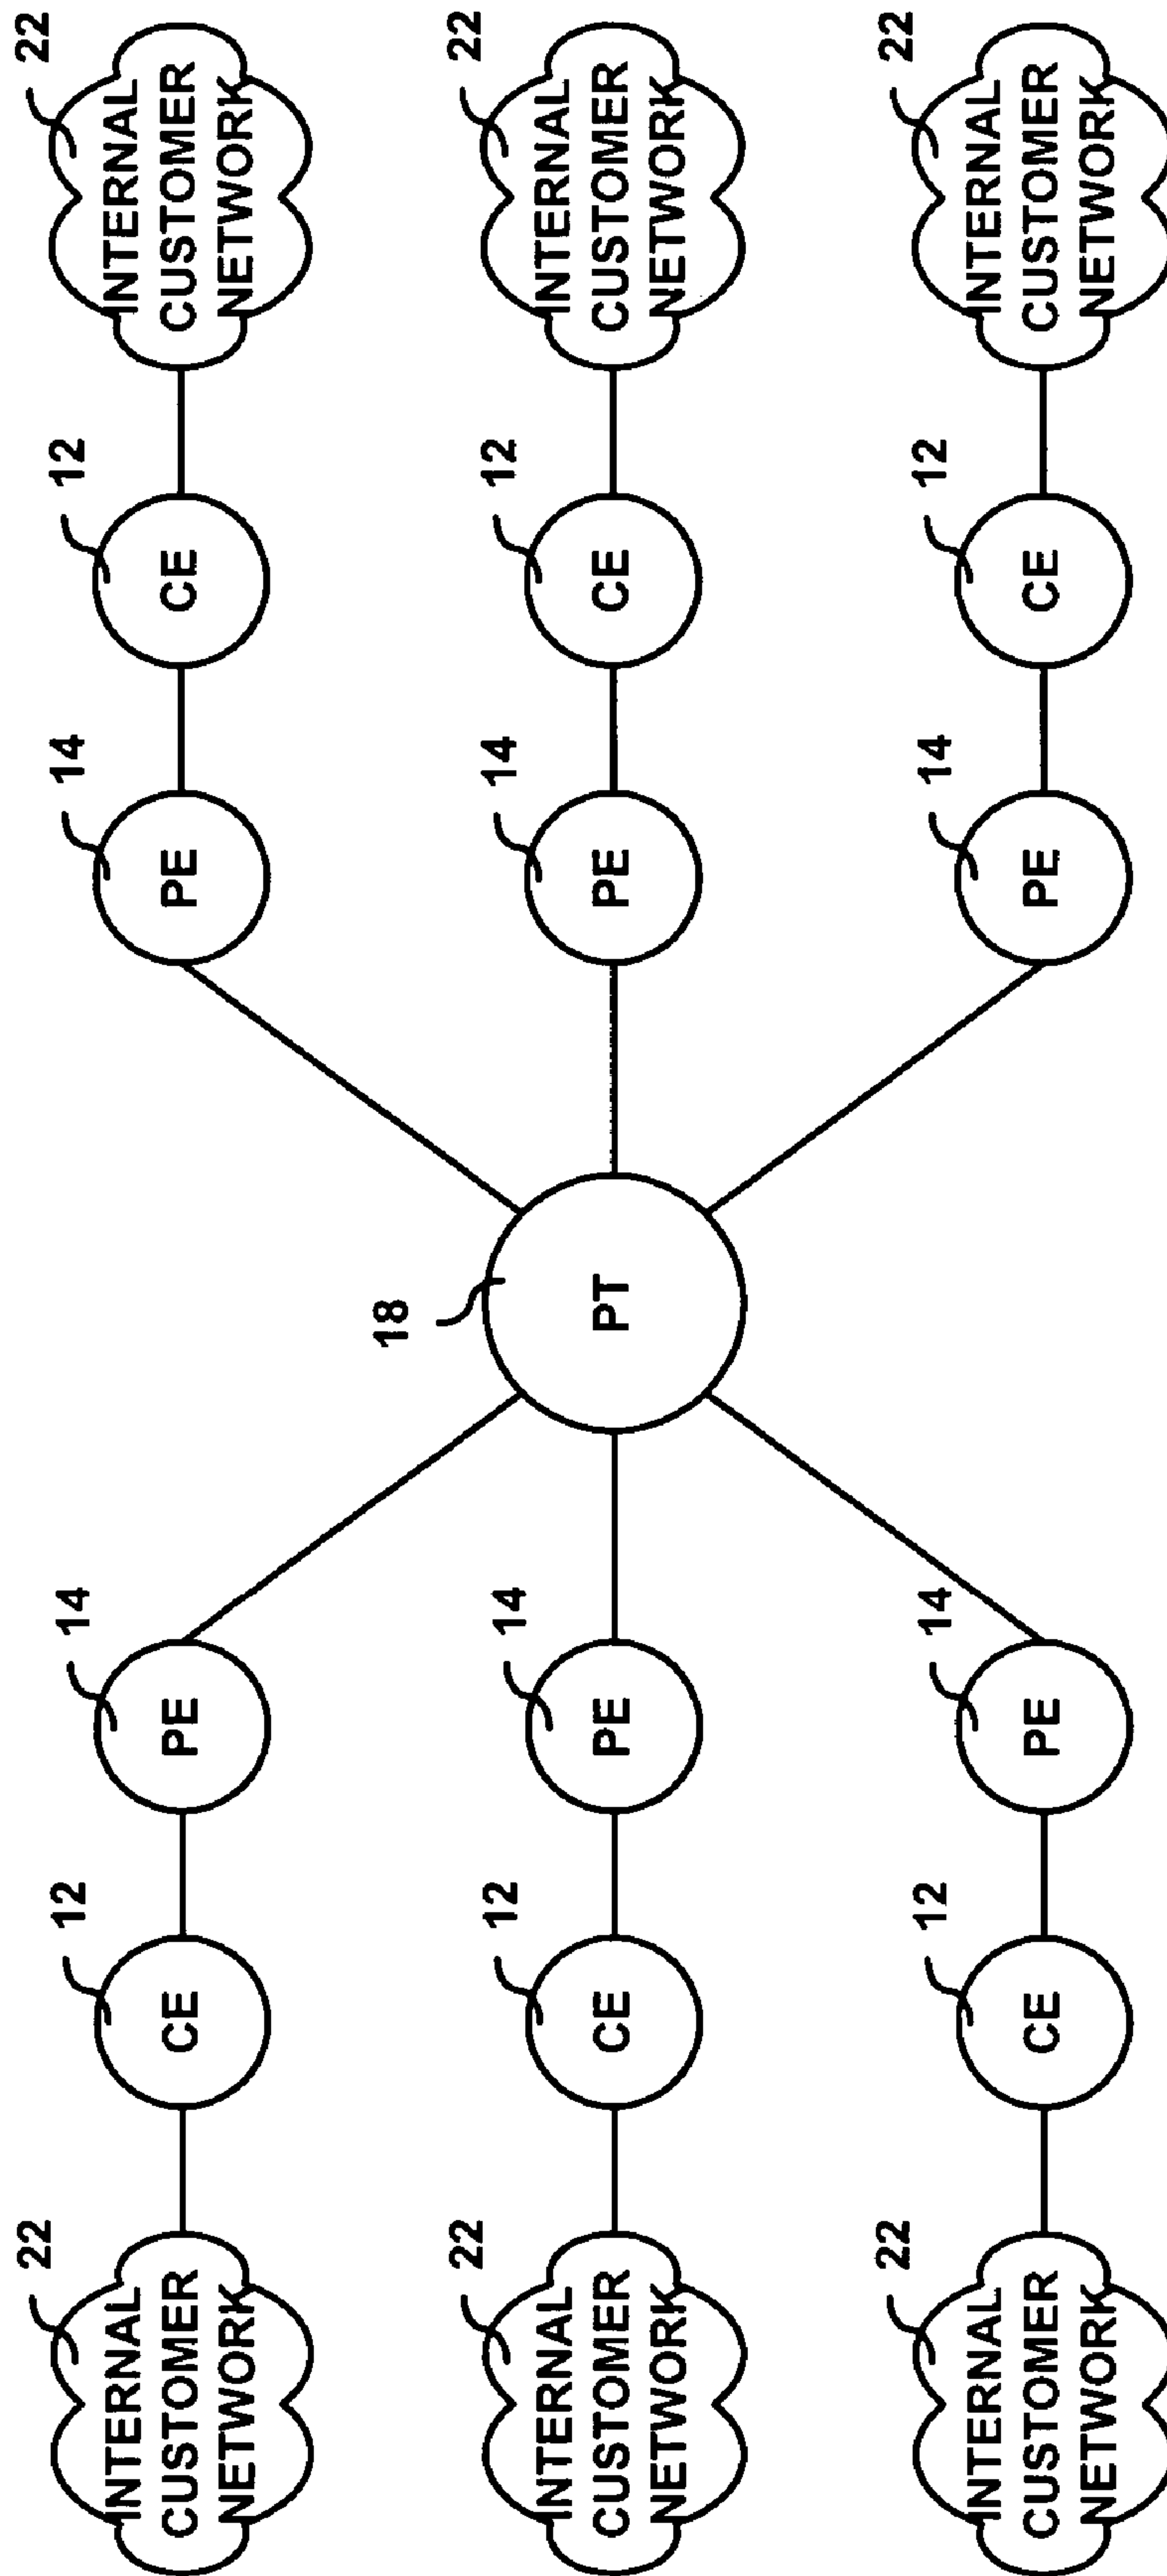 22
INTERNAL
CUSTOMER
NETWORK
12
CE
14
PE
14
PE
12
CE
22
INTERNAL
CUSTOMER
NETWORK
18
PT
22
INTERNAL
CUSTOMER
NETWORK
12
CE
14
PE
14
PE
12
CE
22
INTERNAL
CUSTOMER
NETWORK
22
INTERNAL
CUSTOMER
NETWORK
12
CE
14
PE
14
PE
12
CE
22
INTERNAL
CUSTOMER
NETWORK